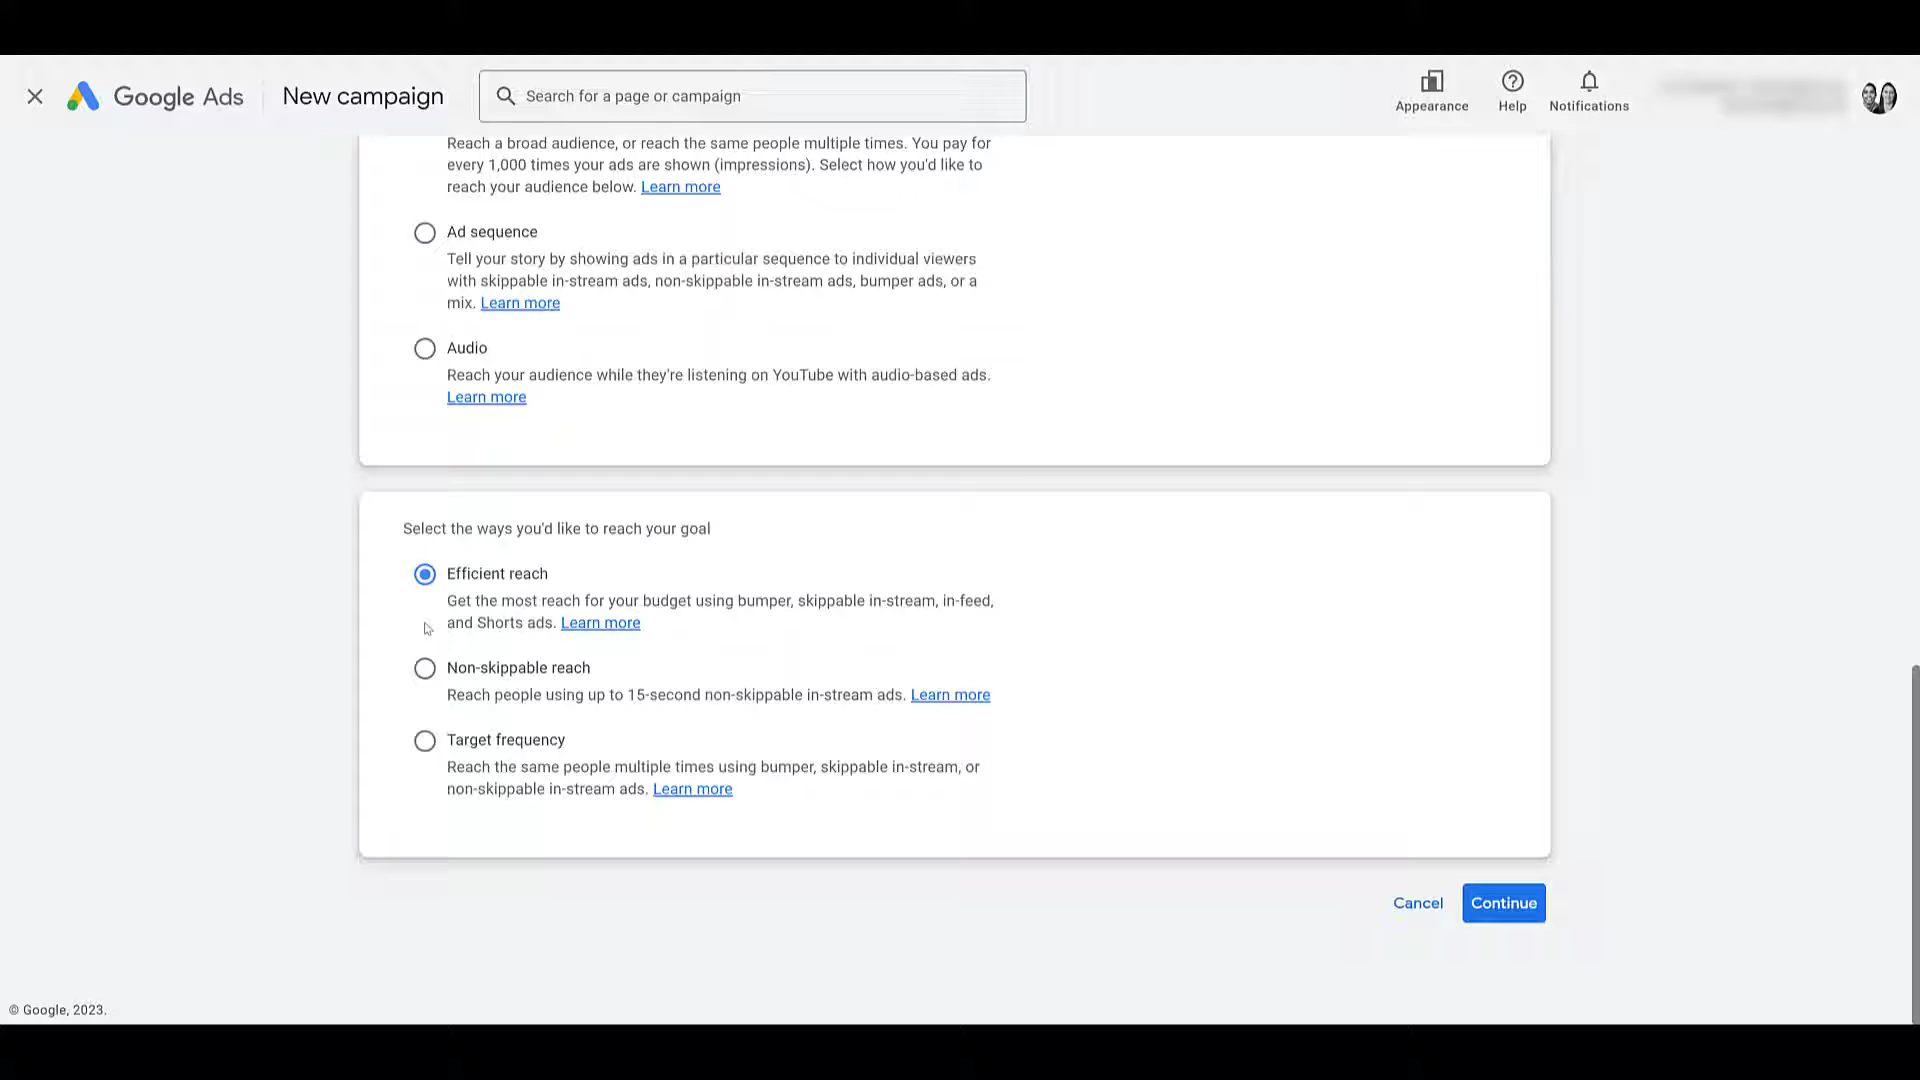 Google Ads
New campaign
Search for a page or campaign
Appearance
Help
Notifications
Reach a broad audience, or reach the same people multiple times. You pay for
every 1,000 times your ads are shown (impressions). Select how you'd like to
reach your audience below. Learn more
Ad sequence
Tell your story by showing ads in a particular sequence to individual viewers
with skippable in-stream ads, non-skippable in-stream ads, bumper ads, or a
mix. Learn more
Audio
Reach your audience while they're listening on YouTube with audio-based ads.
Learn more
Select the ways you'd like to reach your goal
Efficient reach
Get the most reach for your budget using bumper, skippable in-stream, in-feed,
and Shorts ads. Learn more
Non-skippable reach
Reach people using up to 15-second non-skippable in-stream ads. Learn more
Target frequency
Reach the same people multiple times using bumper, skippable in-stream, or
non-skippable in-stream ads. Learn more
Cancel
Continue
© Google, 2023.